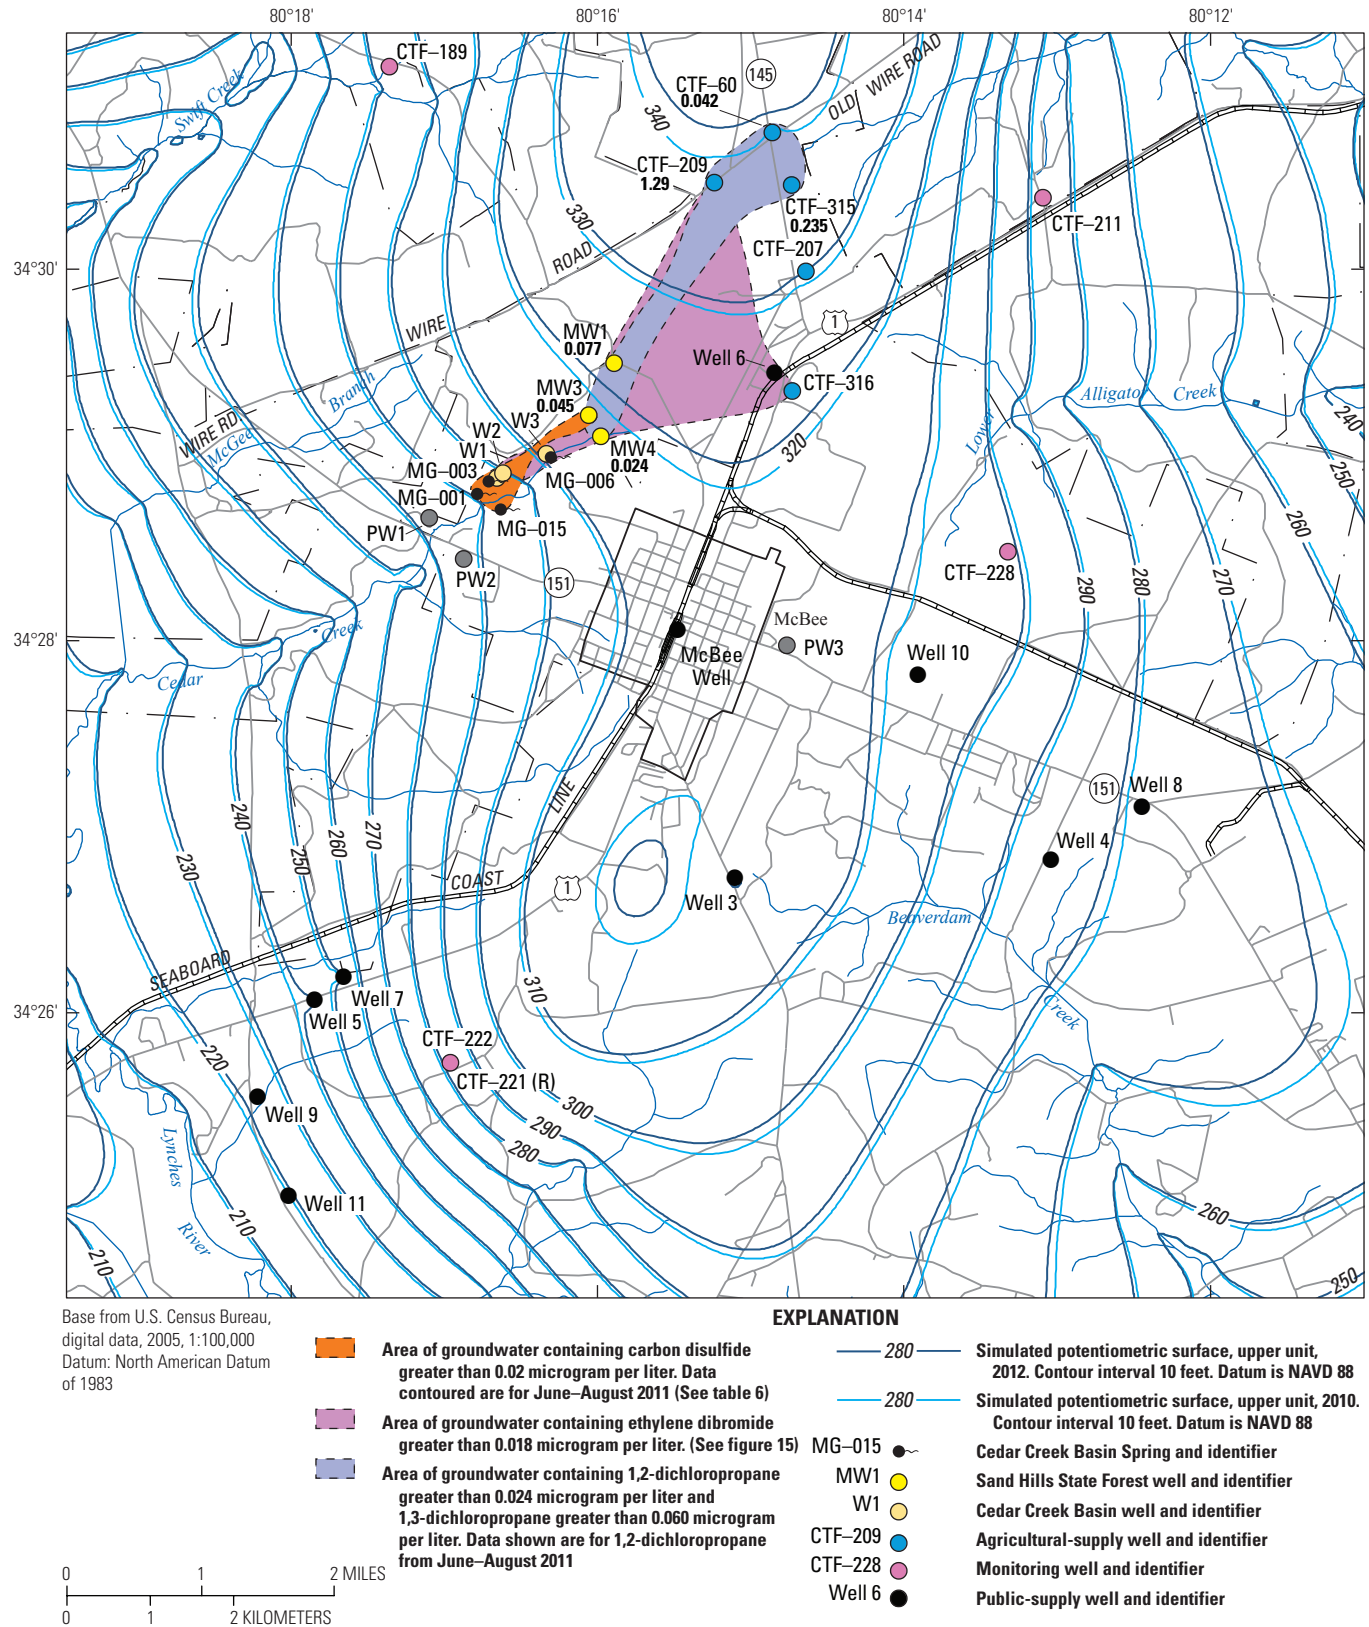 80°18'
80°16'
80°14'
80°12'
CTF–189
Swift Creek
145
CTF–60
0.042
OLD WIRE ROAD
340
CTF–209
1.29
CTF–315
0.235
CTF–211
330
CTF–207
ROAD
34°30'
WIRE
MW1
0.077
1
Well 6
CTF–316
MW3
0.045
Branch
Alligator Creek
240
W3
W2
W1
WIRE RD
McGee
Lower
320
MW4
0.024
250
MG–003
MG–006
MG–001
260
PW1
MG–015
PW2
151
CTF–228
290
280
270
34°28'
Creek
McBee
PW3
McBee
Well
Well 10
Cedar
LINE
151
Well 8
240
260
270
250
230
Well 4
COAST
1
Well 3
Beaverdam
SEABOARD
Well 7
310
Creek
34°26'
Well 5
CTF–222
220
CTF–221 (R)
300
Well 9
290
280
Lynches
River
Well 11
210
260
210
250
Base from U.S. Census Bureau,
digital data, 2005, 1:100,000
Datum: North American Datum
of 1983
EXPLANATION
Area of groundwater containing carbon disulfide
greater than 0.02 microgram per liter. Data
contoured are for June–August 2011 (See table 6)
Area of groundwater containing ethylene dibromide
greater than 0.018 microgram per liter. (See figure 15)
Area of groundwater containing 1,2-dichloropropane
greater than 0.024 microgram per liter and
1,3-dichloropropane greater than 0.060 microgram
per liter. Data shown are for 1,2-dichloropropane
from June–August 2011
280 Simulated potentiometric surface, upper unit,
2012. Contour interval 10 feet. Datum is NAVD 88
280 Simulated potentiometric surface, upper unit, 2010.
Contour interval 10 feet. Datum is NAVD 88
MG–015 Cedar Creek Basin Spring and identifier
MW1 Sand Hills State Forest well and identifier
W1 Cedar Creek Basin well and identifier
CTF–209 Agricultural-supply well and identifier
CTF–228 Monitoring well and identifier
Well 6 Public-supply well and identifier
0 1 2 MILES
0 1 2 KILOMETERS